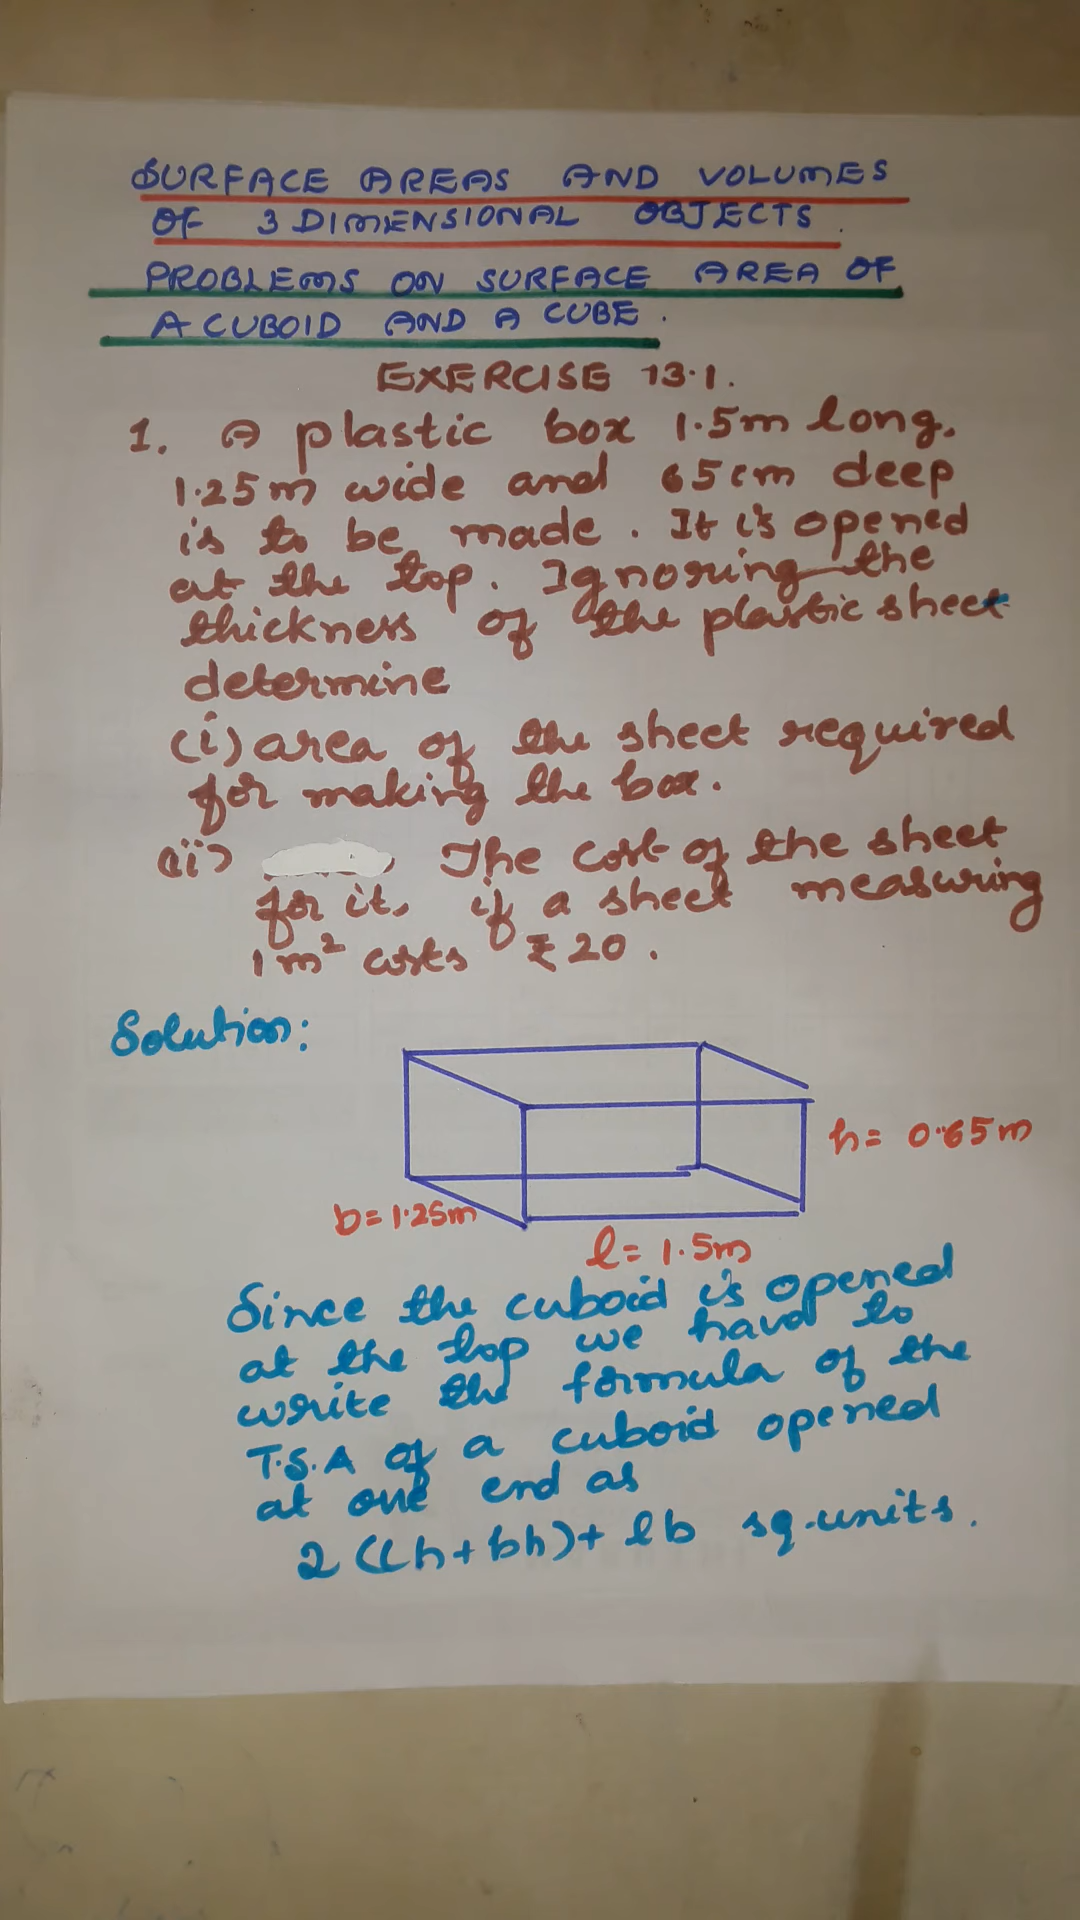 SURFACE AREAS AND VOLUMES
OF 3 DIMENSIONAL OBJECTS.
PROBLEMS ON SURFACE AREA OF
A CUBOID AND A CUBE.
EXERCISE 13.1.
1. A plastic box 1.5m long,
1.25m wide and 65cm deep
is to be made. It is opened
at the top. Ignoring the
thickness of the plastic sheet
determine
(i) area of the sheet required
for making the box.
(ii) The cost of the sheet
for it, if a sheet measuring
1 m² costs ₹ 20.
Solution:
h= 0.65m
b= 1.25m
l= 1.5m
Since the cuboid is opened
at the top we have to
write the formula of the
T.S.A of a cuboid opened
at one end as
2 (lh+bh)+ lb sq.units.